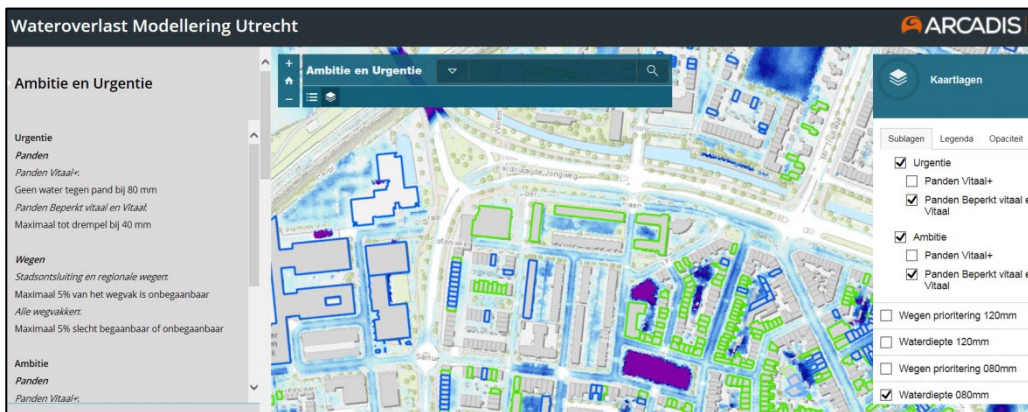 Wateroverlast Modellering Utrecht
ARCADIS
Ambitie en Urgentie
Urgentie
Panden
Panden Vitaal+:
Geen water tegen pand bij 80 mm
Panden Beperkt vitaal en Vitaal:
Maximaal tot drempel bij 40 mm
Wegen
Stadsontsluiting en regionale wegen:
Maximaal 5% van het wegvak is onbegaanbaar
Alle wegvakken:
Maximaal 5% slecht begaanbaar of onbegaanbaar
Ambitie
Panden
Panden Vitaal+:
+
−
Ambitie en Urgentie
Kaartlagen
Sublagen Legenda Opaciteit
Urgentie
Panden Vitaal+
Panden Beperkt vitaal e
Vitaal
Ambitie
Panden Vitaal+
Panden Beperkt vitaal e
Vitaal
Wegen prioritering 120mm
Waterdiepte 120mm
Wegen prioritering 080mm
Waterdiepte 080mm